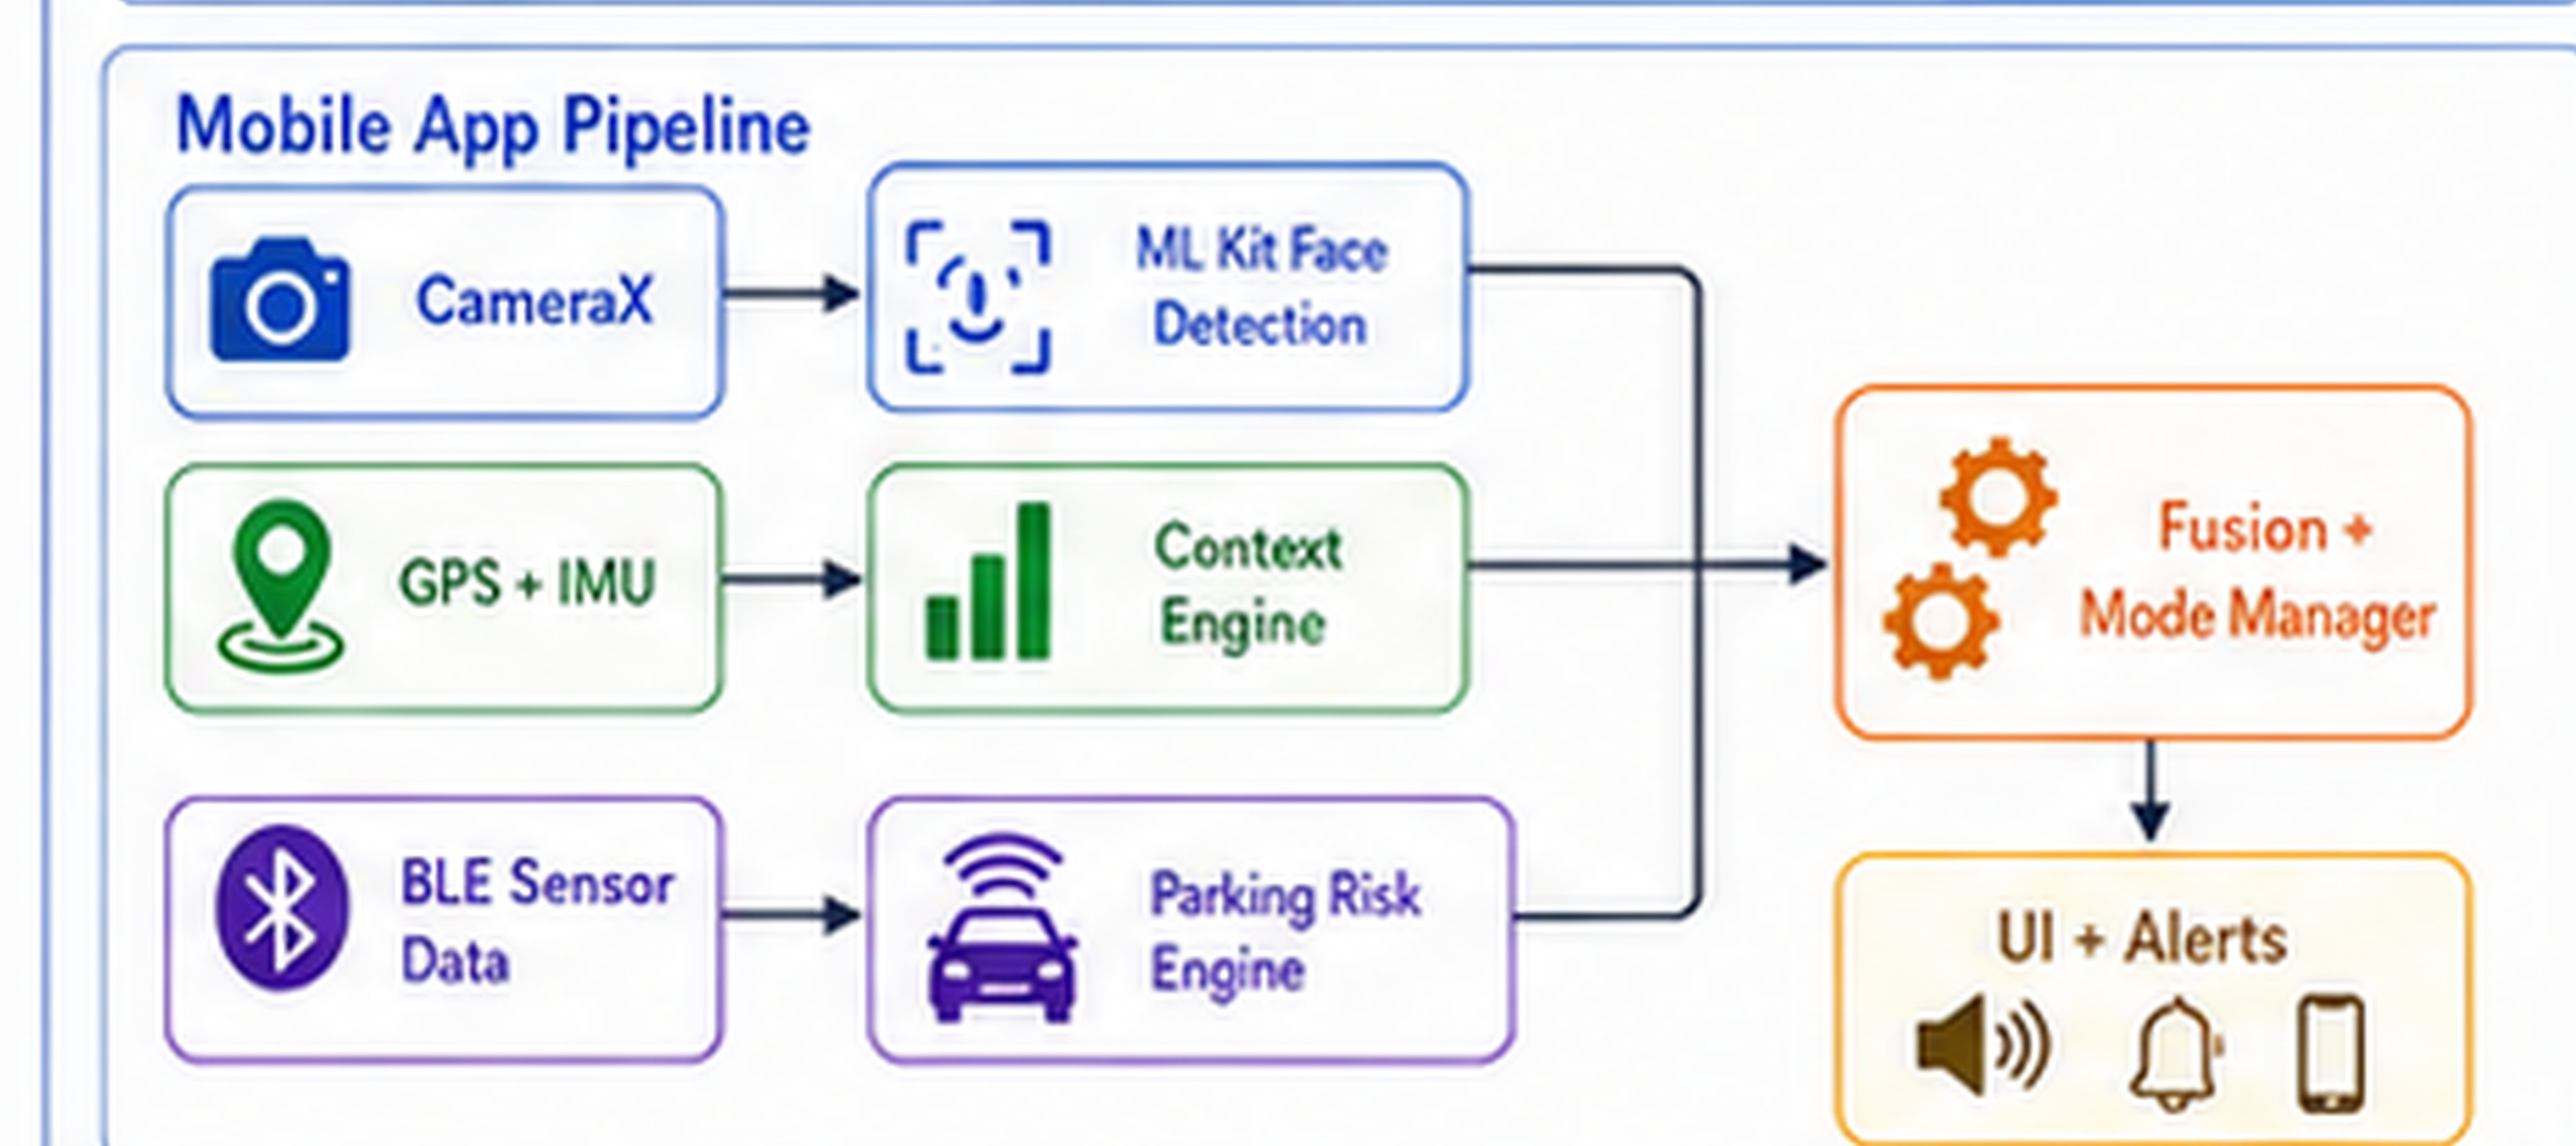 Mobile App Pipeline
CameraX
ML Kit Face
Detection
GPS + IMU
Context
Engine
Fusion +
Mode Manager
BLE Sensor
Data
Parking Risk
Engine
UI + Alerts